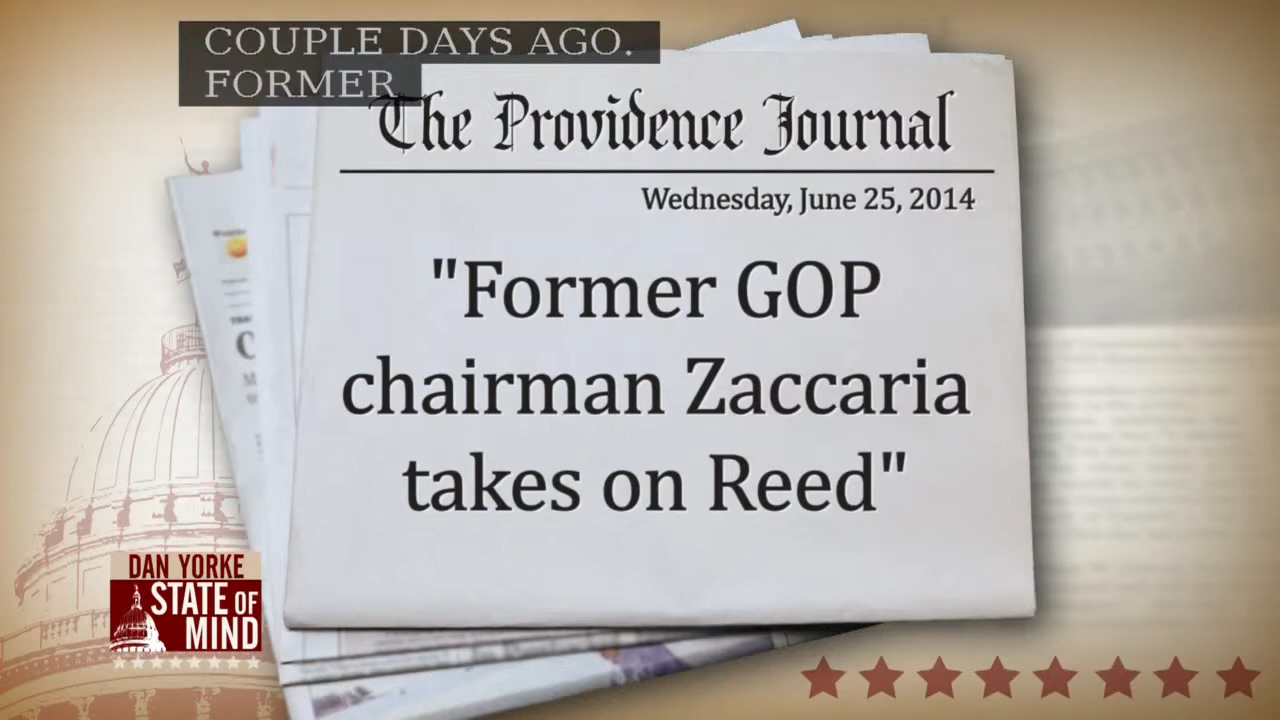 COUPLE DAYS AGO.
FORMER
The Providence Journal
Wednesday, June 25, 2014
"Former GOP
chairman Zaccaria
takes on Reed"
DAN YORKE
STATE OF
MIND